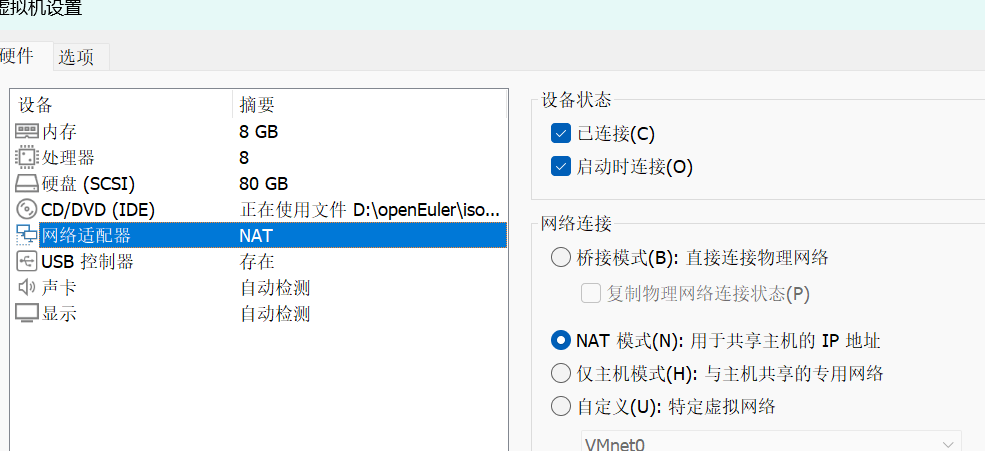 虚拟机设置
硬件 选项
设备 摘要
内存 8 GB
处理器 8
硬盘 (SCSI) 80 GB
CD/DVD (IDE) 正在使用文件 D:\openEuler\iso...
网络适配器 NAT
USB 控制器 存在
声卡 自动检测
显示 自动检测
设备状态
已连接(C)
启动时连接(O)
网络连接
桥接模式(B): 直接连接物理网络
复制物理网络连接状态(P)
NAT 模式(N): 用于共享主机的 IP 地址
仅主机模式(H): 与主机共享的专用网络
自定义(U): 特定虚拟网络
VMnet0